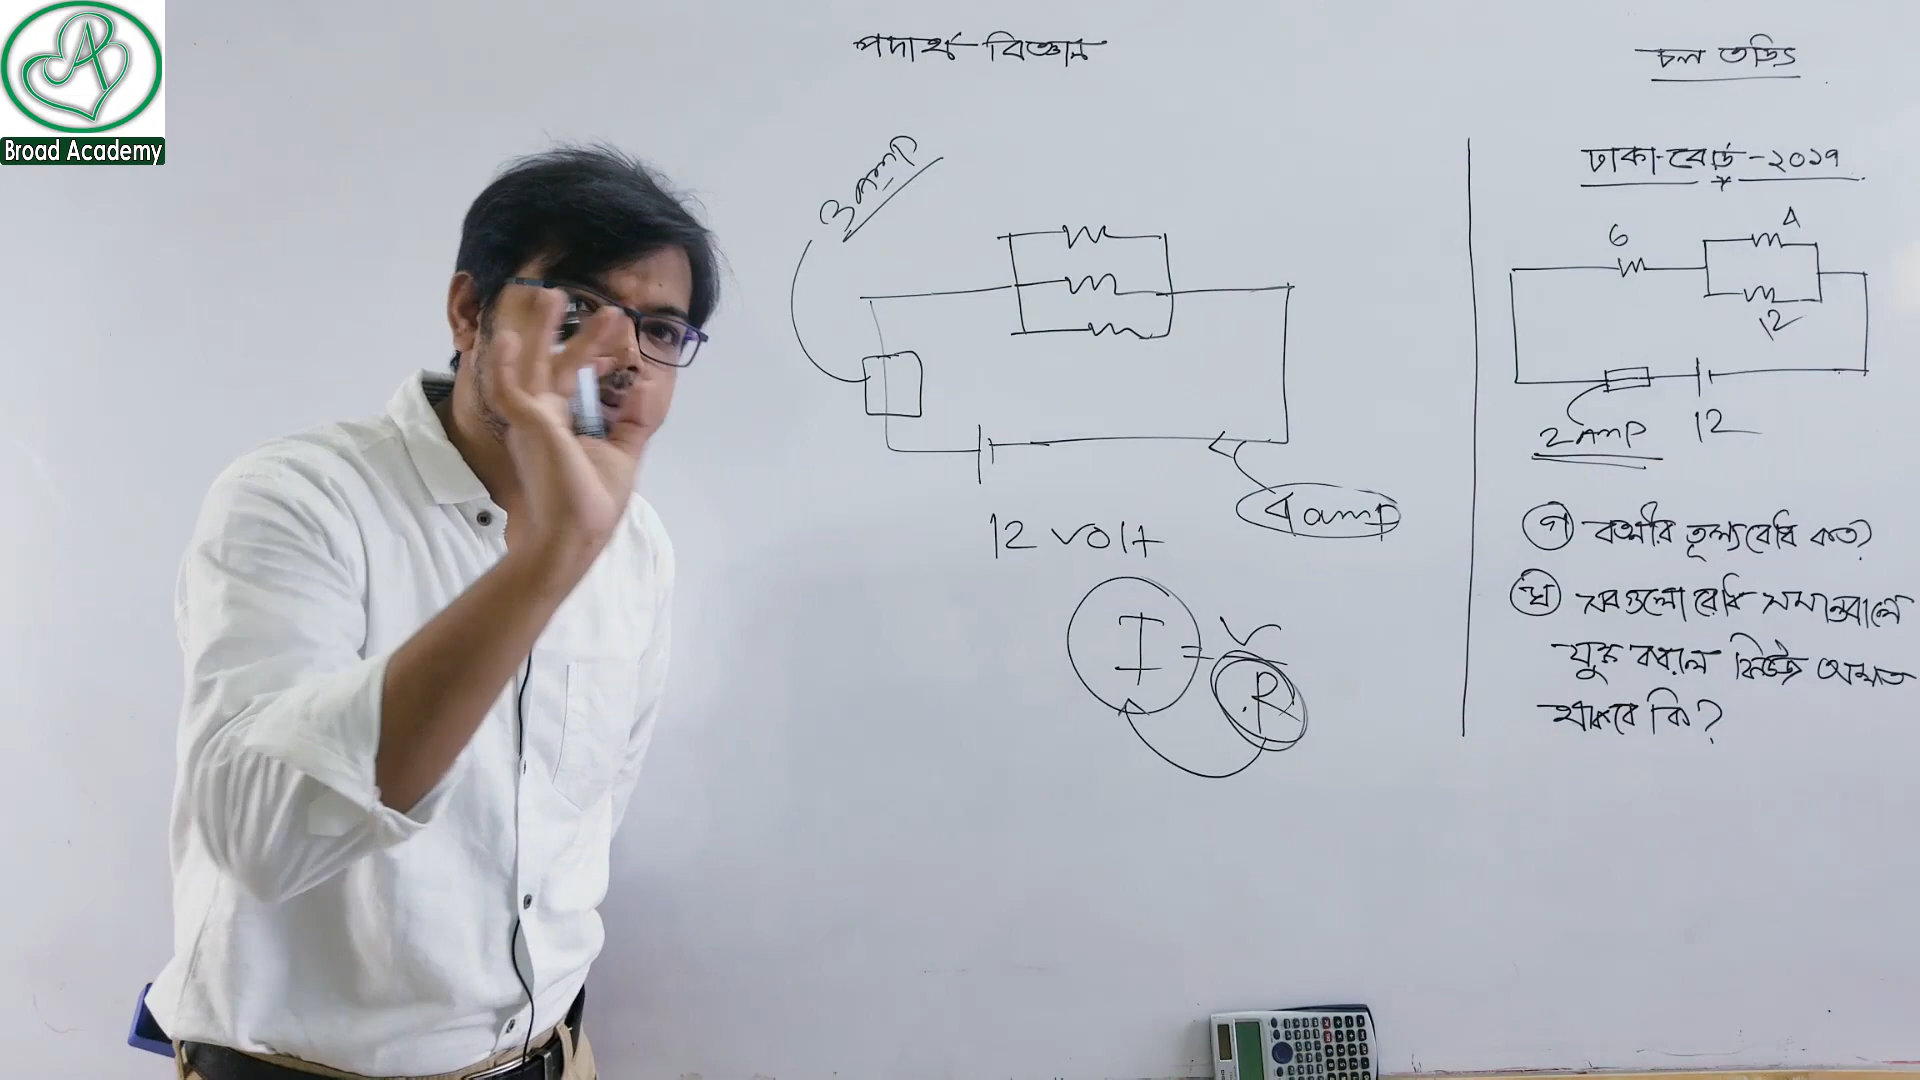 Broad Academy
পদার্থ বিজ্ঞান
চল তড়িৎ
3 Amp
12 volt
4 amp
I = V
R
ঢাকা-বোর্ড-২০১৭
6
4
12
2 Amp
12
গ বর্তনীর তুল্যরোধ কত?
ঘ সবগুলো রোধ সমান্তরালে
যুক্ত করলে ফিউজ অক্ষত
থাকবে কি?